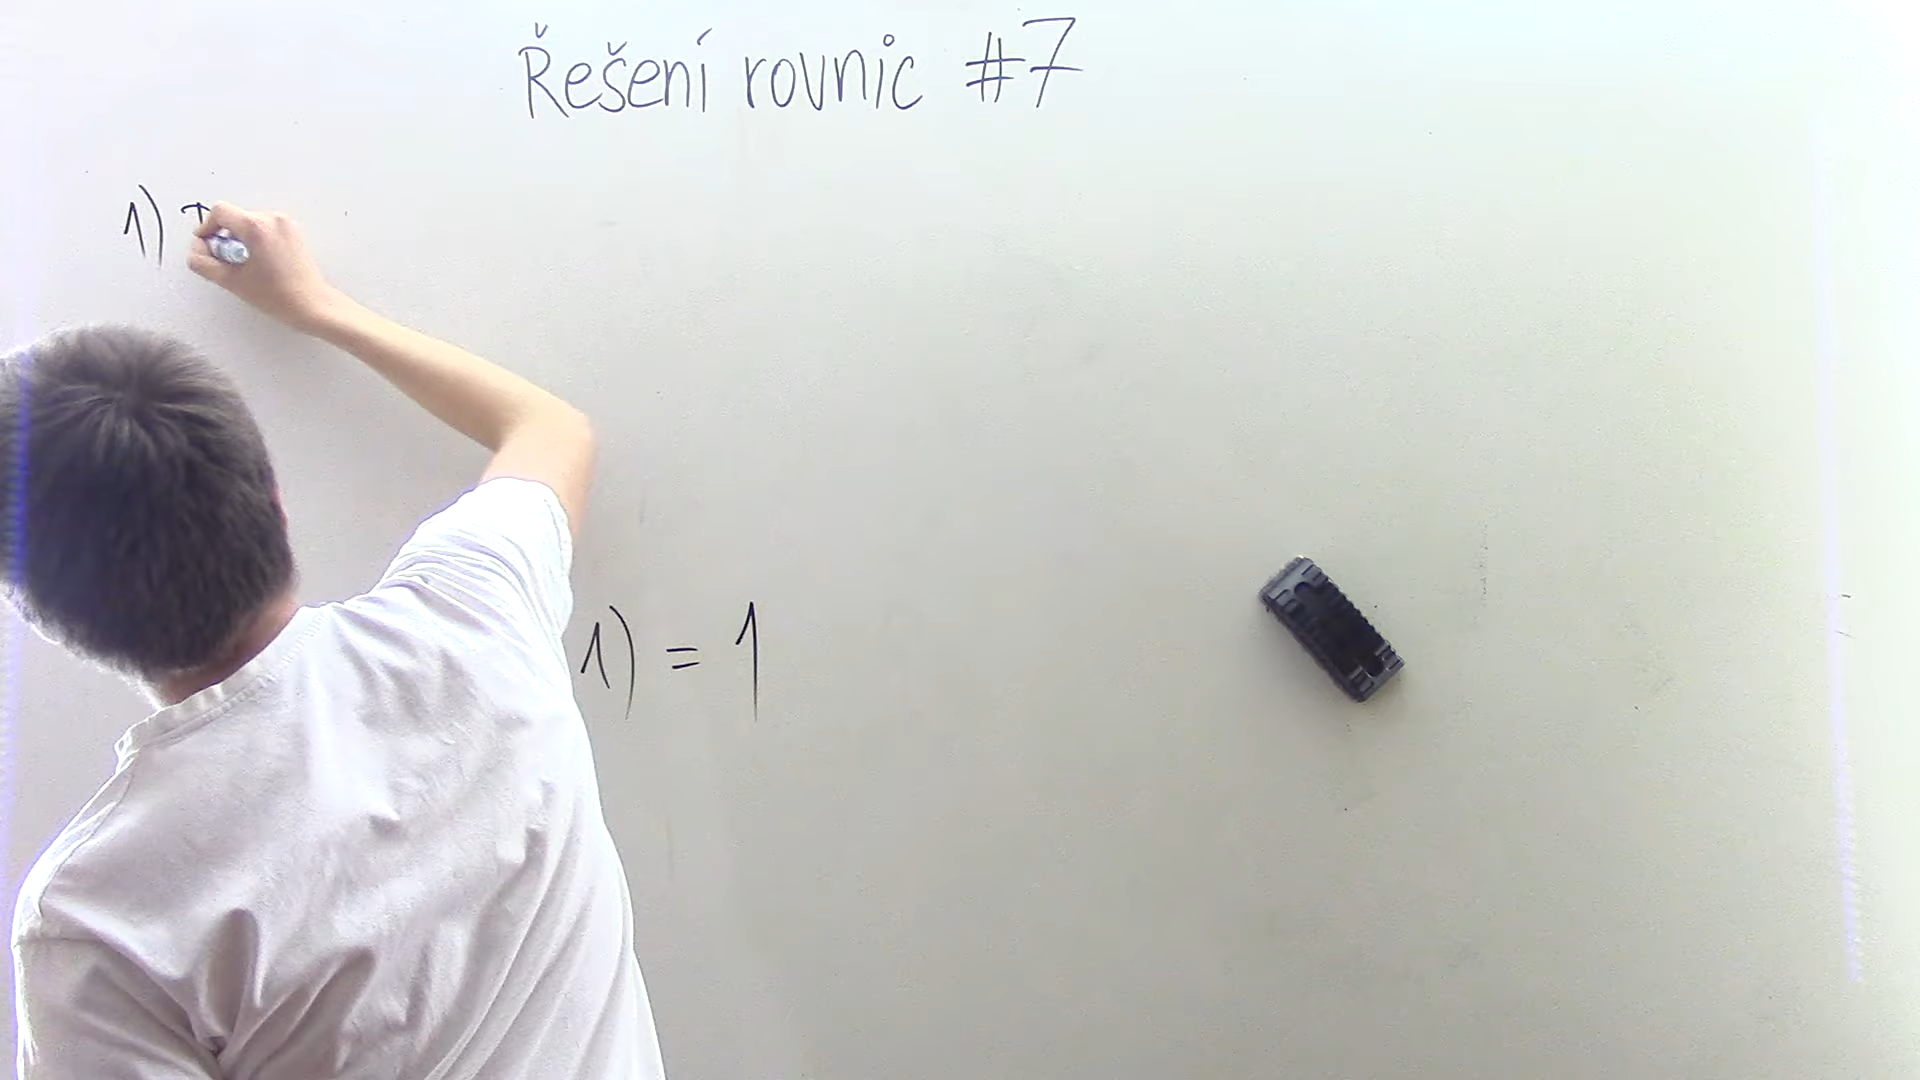 Řešení rovnic #7
1)
1) = 1